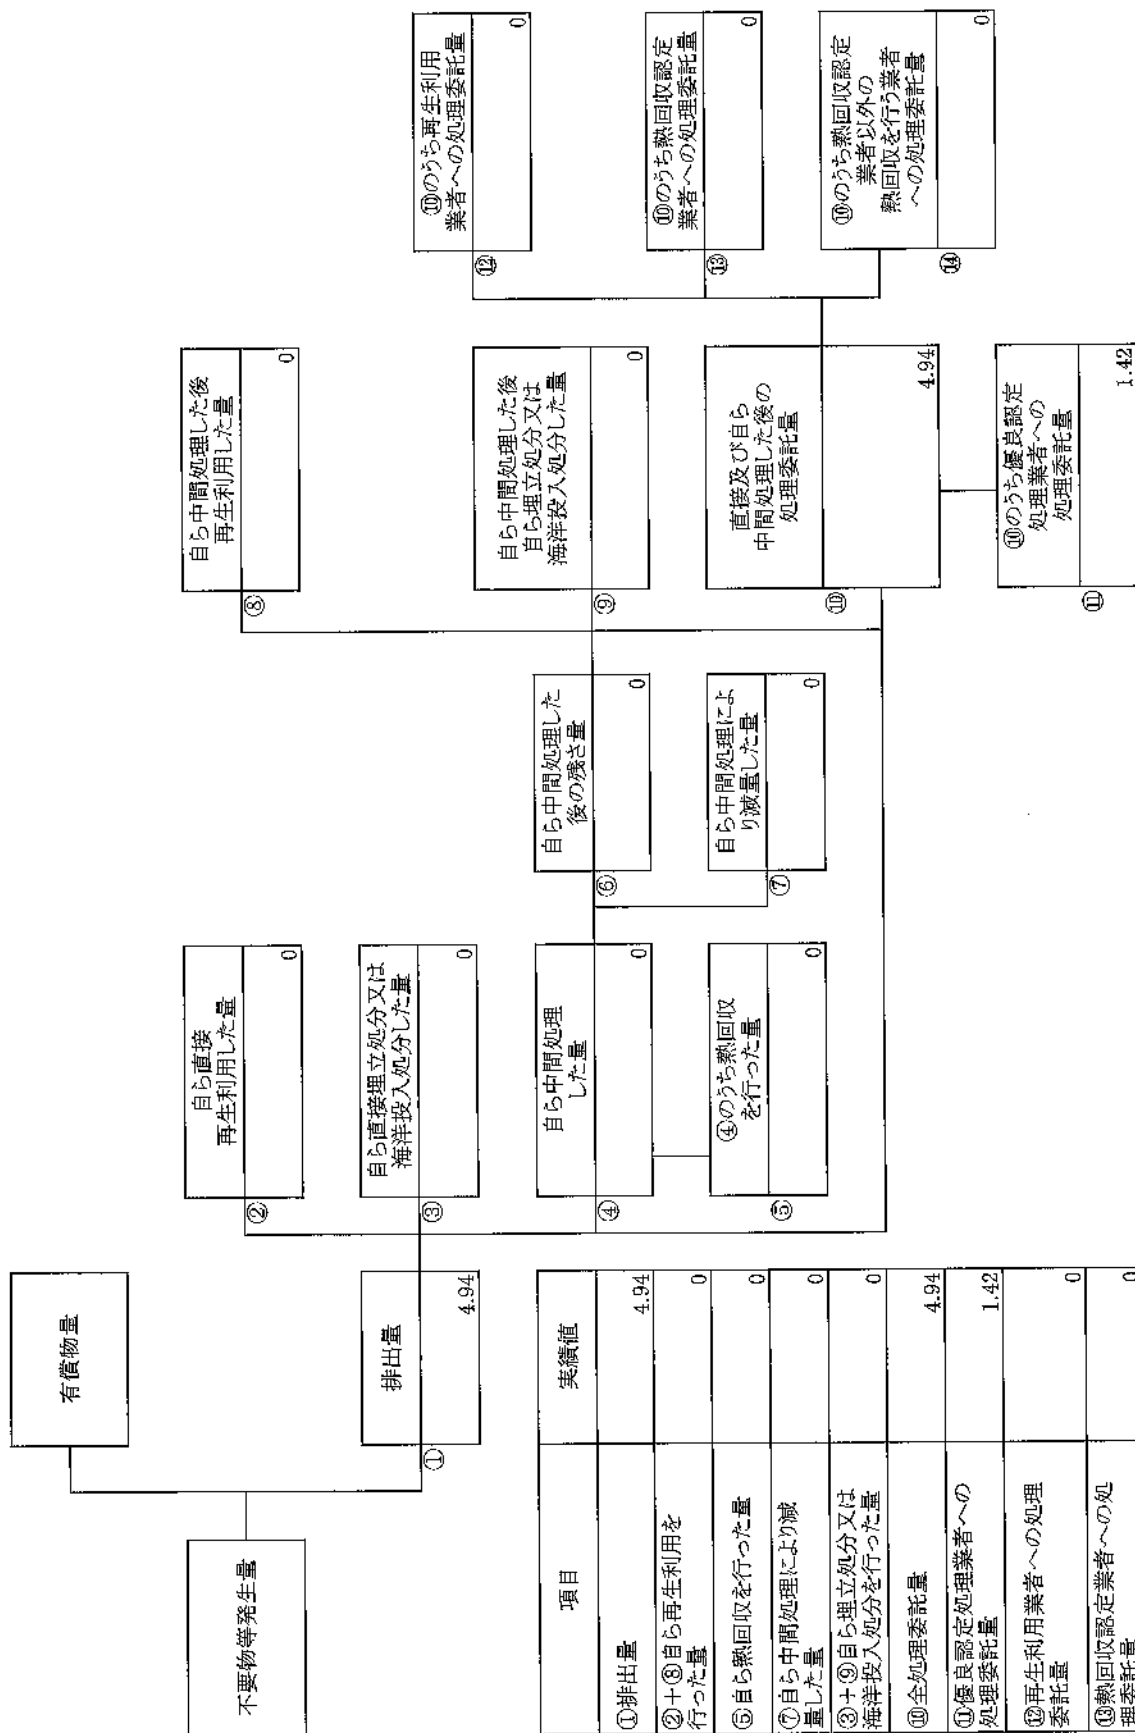 不要物等発生量
有償物量
①
排出量
4.94
②
自ら直接
再生利用した量
0
③
自ら直接埋立処分又は
海洋投入処分した量
0
④
自ら中間処理
した量
0
⑤
④のうち熱回収
を行った量
0
⑥
自ら中間処理した
後の残さ量
0
⑦
自ら中間処理によ
り減量した量
0
⑧
自ら中間処理した後
再生利用した量
0
⑨
自ら中間処理した後
自ら埋立処分又は
海洋投入処分した量
0
⑩
直接及び自ら
中間処理した後の
処理委託量
4.94
⑪
⑩のうち優良認定
処理業者への
処理委託量
1.42
⑫
⑩のうち再生利用
業者への処理委託量
0
⑬
⑩のうち熱回収認定
業者への処理委託量
0
⑭
⑩のうち熱回収認定
業者以外の
熱回収を行う業者
への処理委託量
0
項目 実績値
①排出量 4.94
②+⑧自ら再生利用を
行った量 0
⑤自ら熱回収を行った量 0
⑦自ら中間処理により減
量した量 0
③+⑨自ら埋立処分又は
海洋投入処分を行った量 0
⑩全処理委託量 4.94
⑪優良認定処理業者への
処理委託量 1.42
⑫再生利用業者への処理
委託量 0
⑬熱回収認定業者への処
理委託量 0